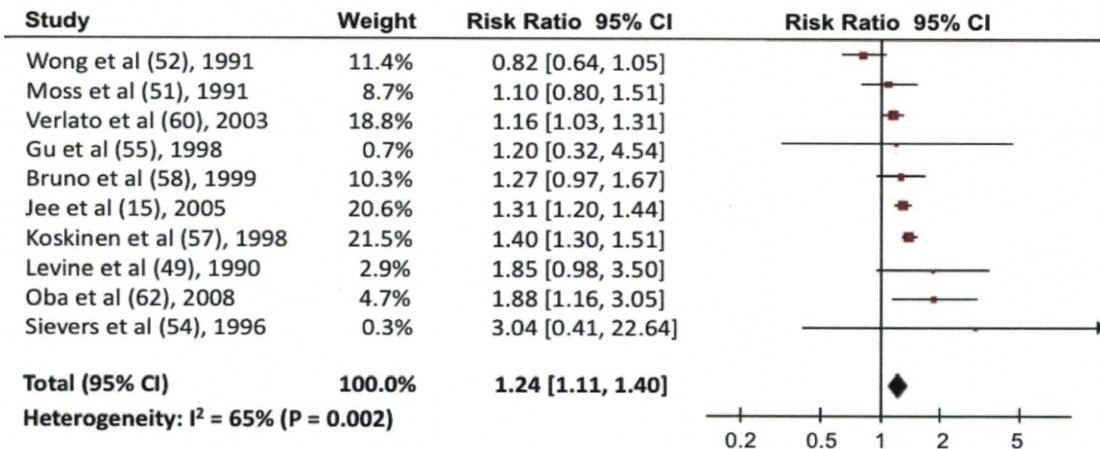 Study Weight Risk Ratio 95% CI Risk Ratio 95% CI
Wong et al (52), 1991 11.4% 0.82 [0.64, 1.05]
Moss et al (51), 1991 8.7% 1.10 [0.80, 1.51]
Verlato et al (60), 2003 18.8% 1.16 [1.03, 1.31]
Gu et al (55), 1998 0.7% 1.20 [0.32, 4.54]
Bruno et al (58), 1999 10.3% 1.27 [0.97, 1.67]
Jee et al (15), 2005 20.6% 1.31 [1.20, 1.44]
Koskinen et al (57), 1998 21.5% 1.40 [1.30, 1.51]
Levine et al (49), 1990 2.9% 1.85 [0.98, 3.50]
Oba et al (62), 2008 4.7% 1.88 [1.16, 3.05]
Sievers et al (54), 1996 0.3% 3.04 [0.41, 22.64]
Total (95% CI) 100.0% 1.24 [1.11, 1.40]
Heterogeneity: I² = 65% (P = 0.002)
0.2 0.5 1 2 5